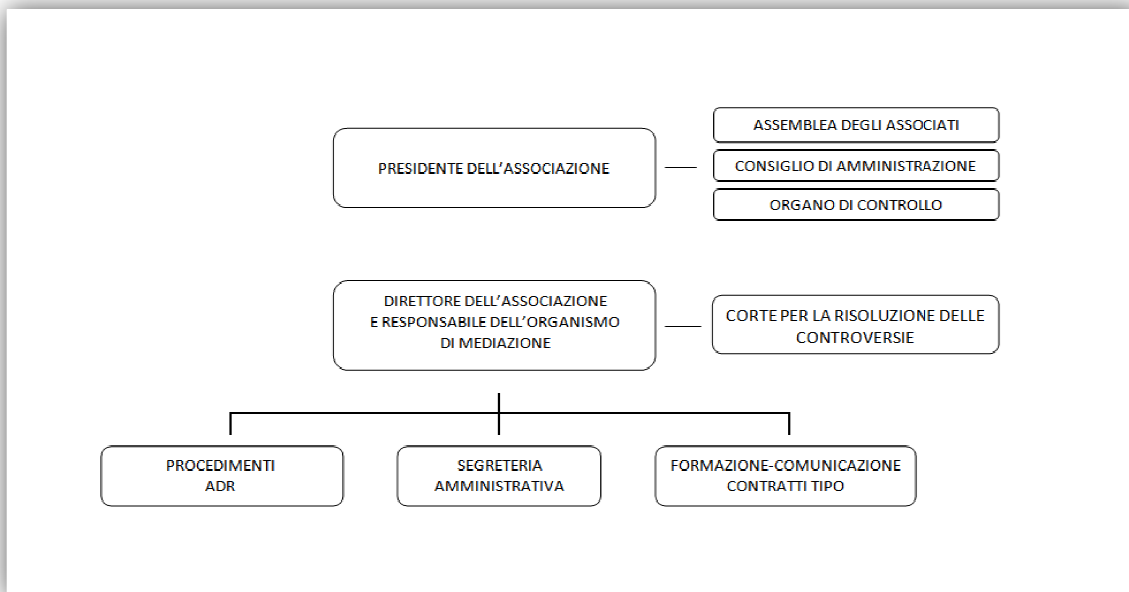 ASSEMBLEA DEGLI ASSOCIATI
PRESIDENTE DELL'ASSOCIAZIONE
CONSIGLIO DI AMMINISTRAZIONE
ORGANO DI CONTROLLO
DIRETTORE DELL'ASSOCIAZIONE
E RESPONSABILE DELL'ORGANISMO
DI MEDIAZIONE
CORTE PER LA RISOLUZIONE DELLE
CONTROVERSIE
PROCEDIMENTI
ADR
SEGRETERIA
AMMINISTRATIVA
FORMAZIONE-COMUNICAZIONE
CONTRATTI TIPO